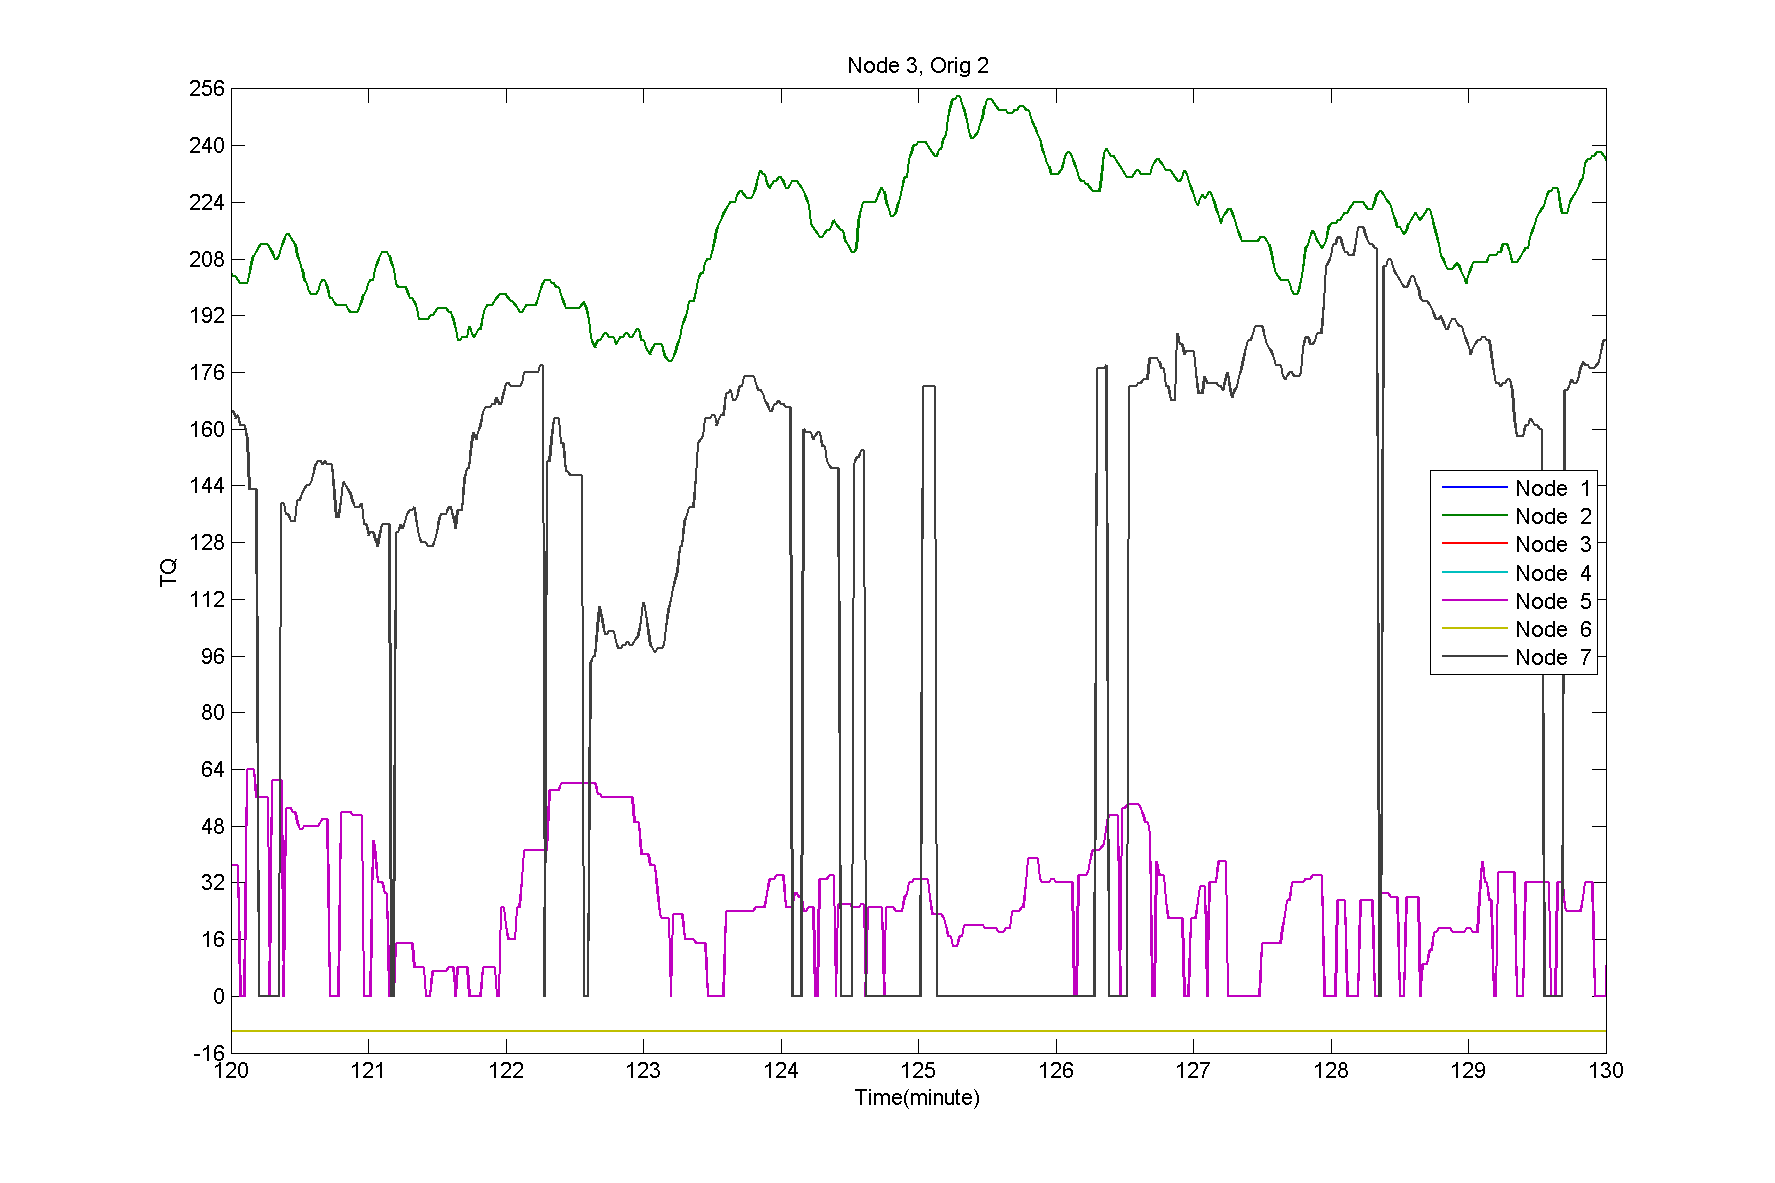 Node 3, Orig 2
256
240
224
208
192
176
160
144
128
112
96
80
64
48
32
16
0
-16
TQ
Node 1
Node 2
Node 3
Node 4
Node 5
Node 6
Node 7
120 121 122 123 124 125 126 127 128 129 130
Time(minute)